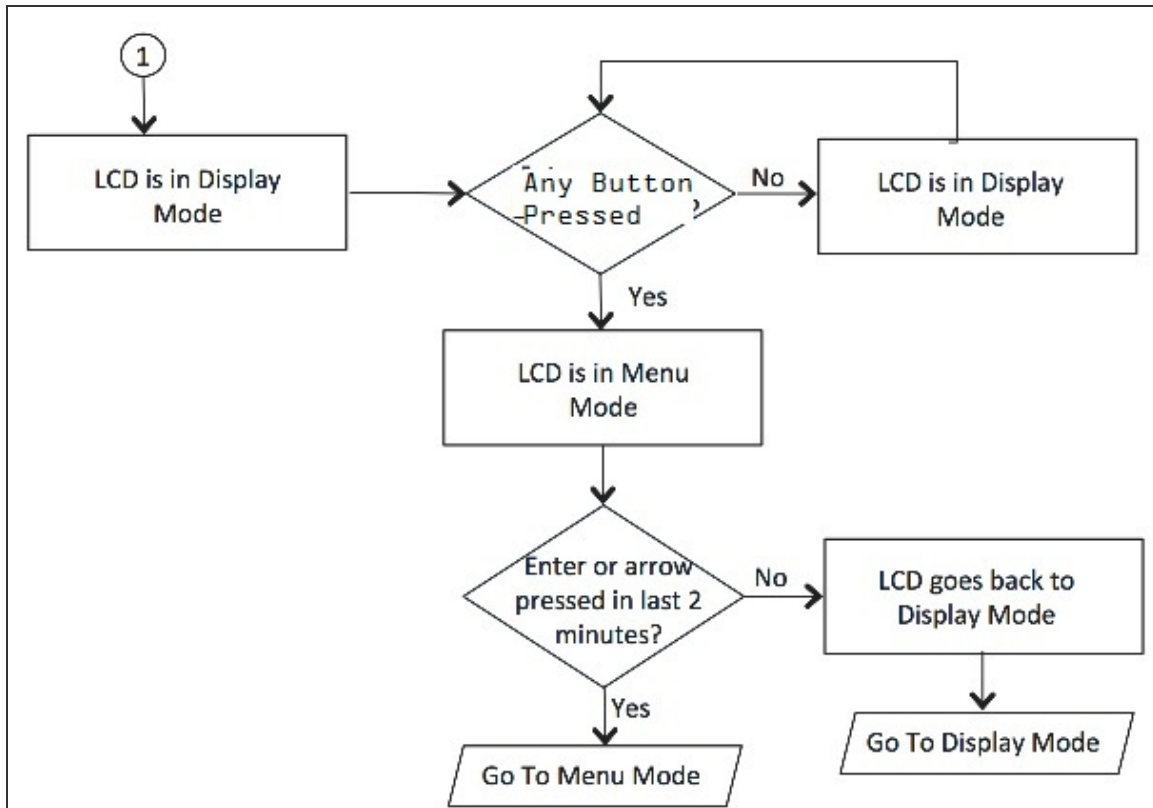 1
LCD is in Display
Mode
Any Button
Pressed ?
No
LCD is in Display
Mode
Yes
LCD is in Menu
Mode
Enter or arrow
pressed in last 2
minutes?
No
LCD goes back to
Display Mode
Yes
Go To Menu Mode
Go To Display Mode